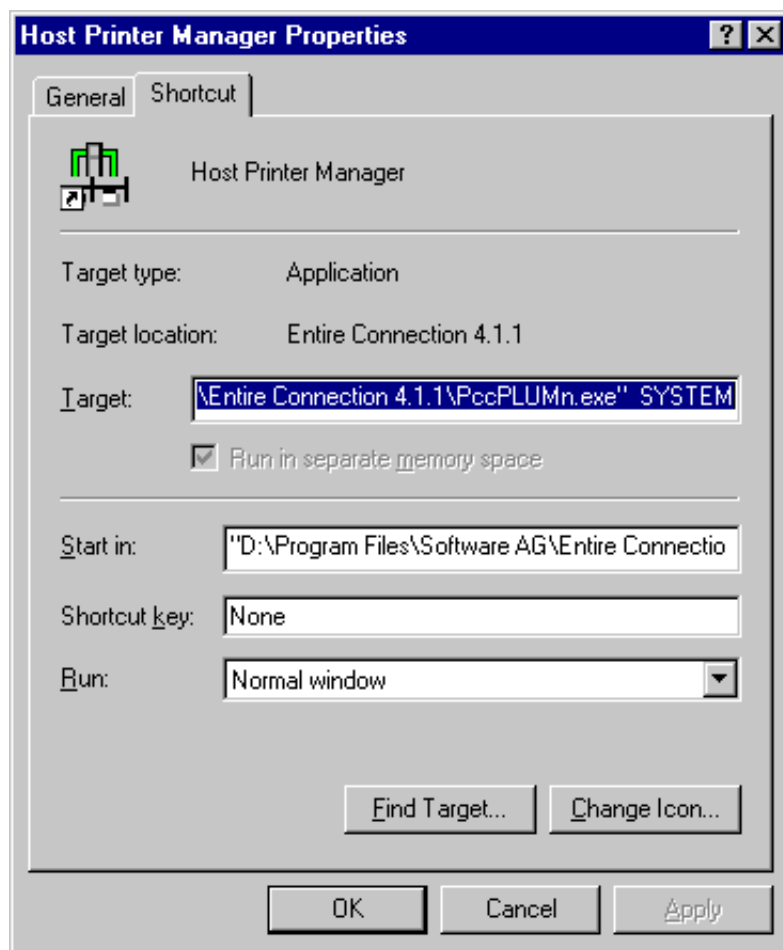 Host Printer Manager Properties
General Shortcut
Host Printer Manager
Target type: Application
Target location: Entire Connection 4.1.1
Target: \Entire Connection 4.1.1\PccPLUMn.exe" SYSTEM
Run in separate memory space
Start in: "D:\Program Files\Software AG\Entire Connectio
Shortcut key: None
Run: Normal window
Find Target... Change Icon...
OK Cancel Apply